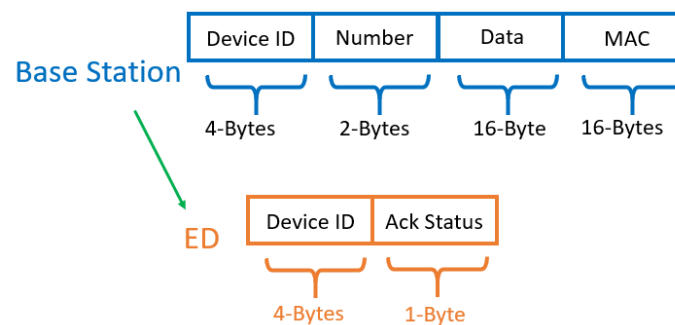 Device ID Number Data MAC
Base Station
4-Bytes 2-Bytes 16-Byte 16-Bytes
Device ID Ack Status
ED
4-Bytes 1-Byte